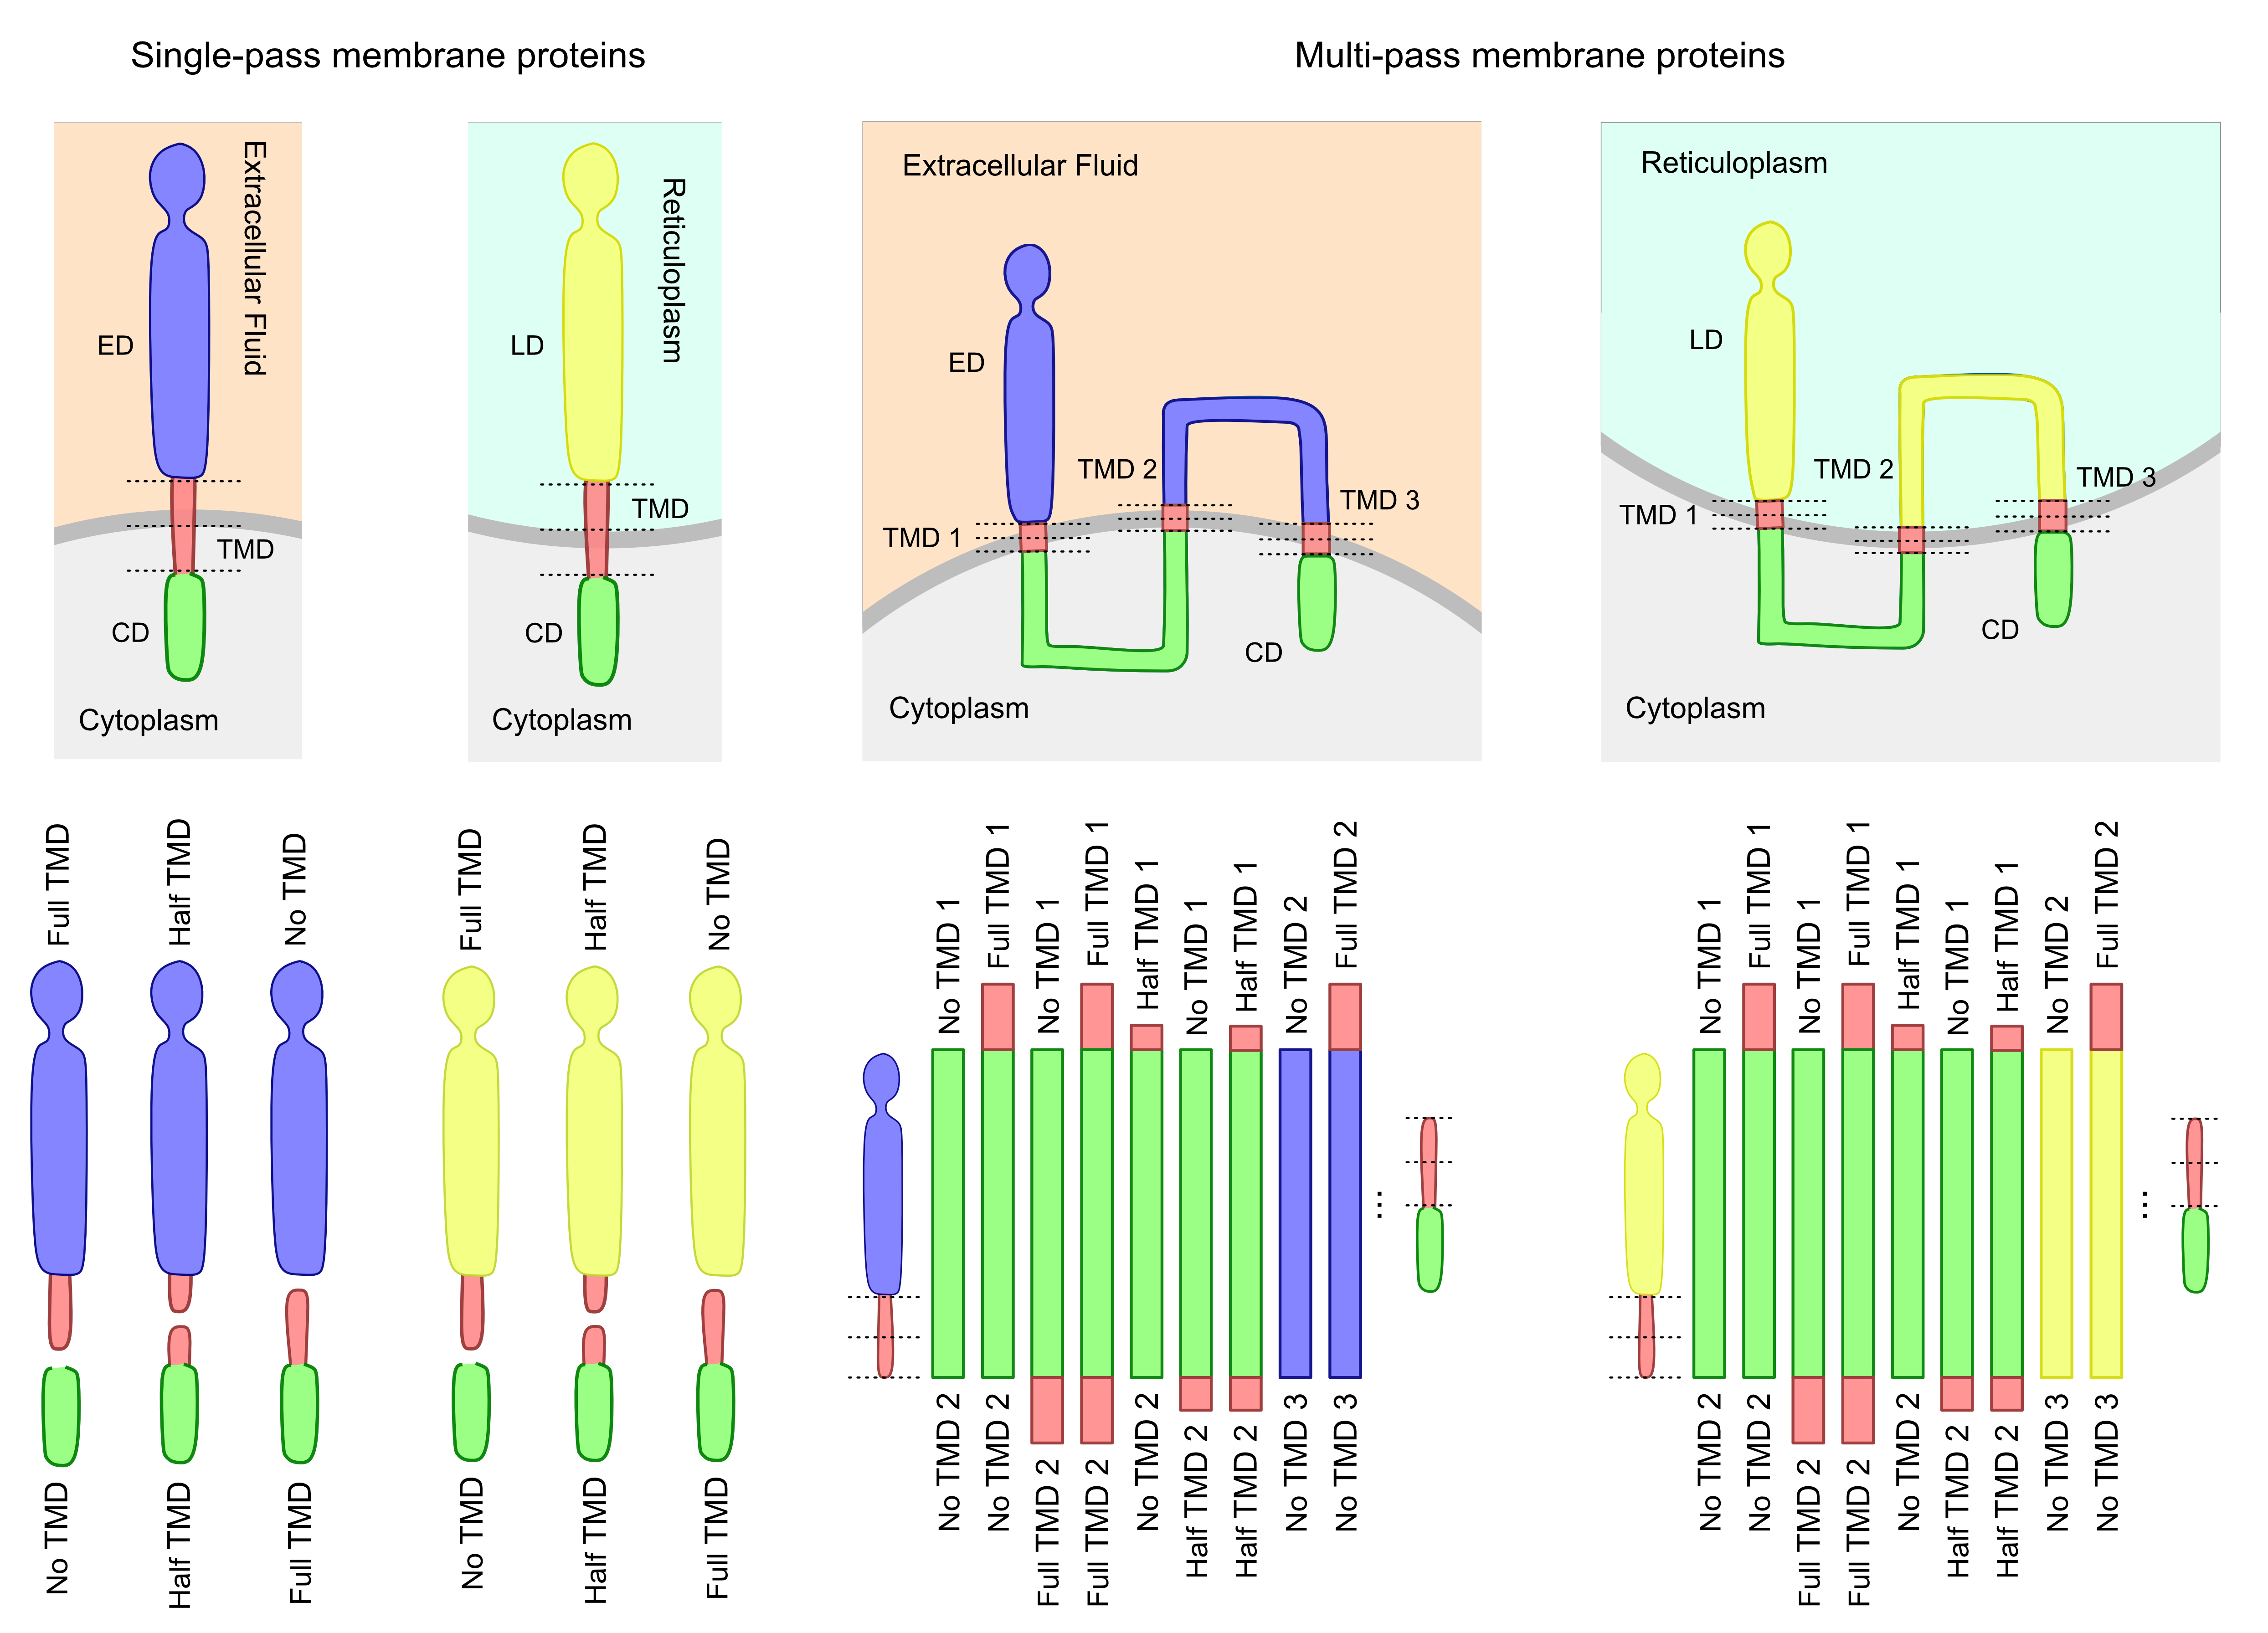 Single-pass membrane proteins
Multi-pass membrane proteins
Extracellular Fluid
ED
TMD
CD
Cytoplasm
Reticuloplasm
LD
TMD
CD
Cytoplasm
Extracellular Fluid
ED
TMD 2
TMD 3
TMD 1
CD
Cytoplasm
Reticuloplasm
LD
TMD 2
TMD 3
TMD 1
CD
Cytoplasm
Full TMD
Half TMD
No TMD
No TMD
Half TMD
Full TMD
Full TMD
Half TMD
No TMD
No TMD
Half TMD
Full TMD
No TMD 1
Full TMD 1
No TMD 1
Full TMD 1
Half TMD 1
No TMD 1
Half TMD 1
No TMD 2
Full TMD 2
...
No TMD 2
No TMD 2
Full TMD 2
Full TMD 2
No TMD 2
Half TMD 2
Half TMD 2
No TMD 3
No TMD 3
No TMD 1
Full TMD 1
No TMD 1
Full TMD 1
Half TMD 1
No TMD 1
Half TMD 1
No TMD 2
Full TMD 2
...
No TMD 2
No TMD 2
Full TMD 2
Full TMD 2
No TMD 2
Half TMD 2
Half TMD 2
No TMD 3
No TMD 3